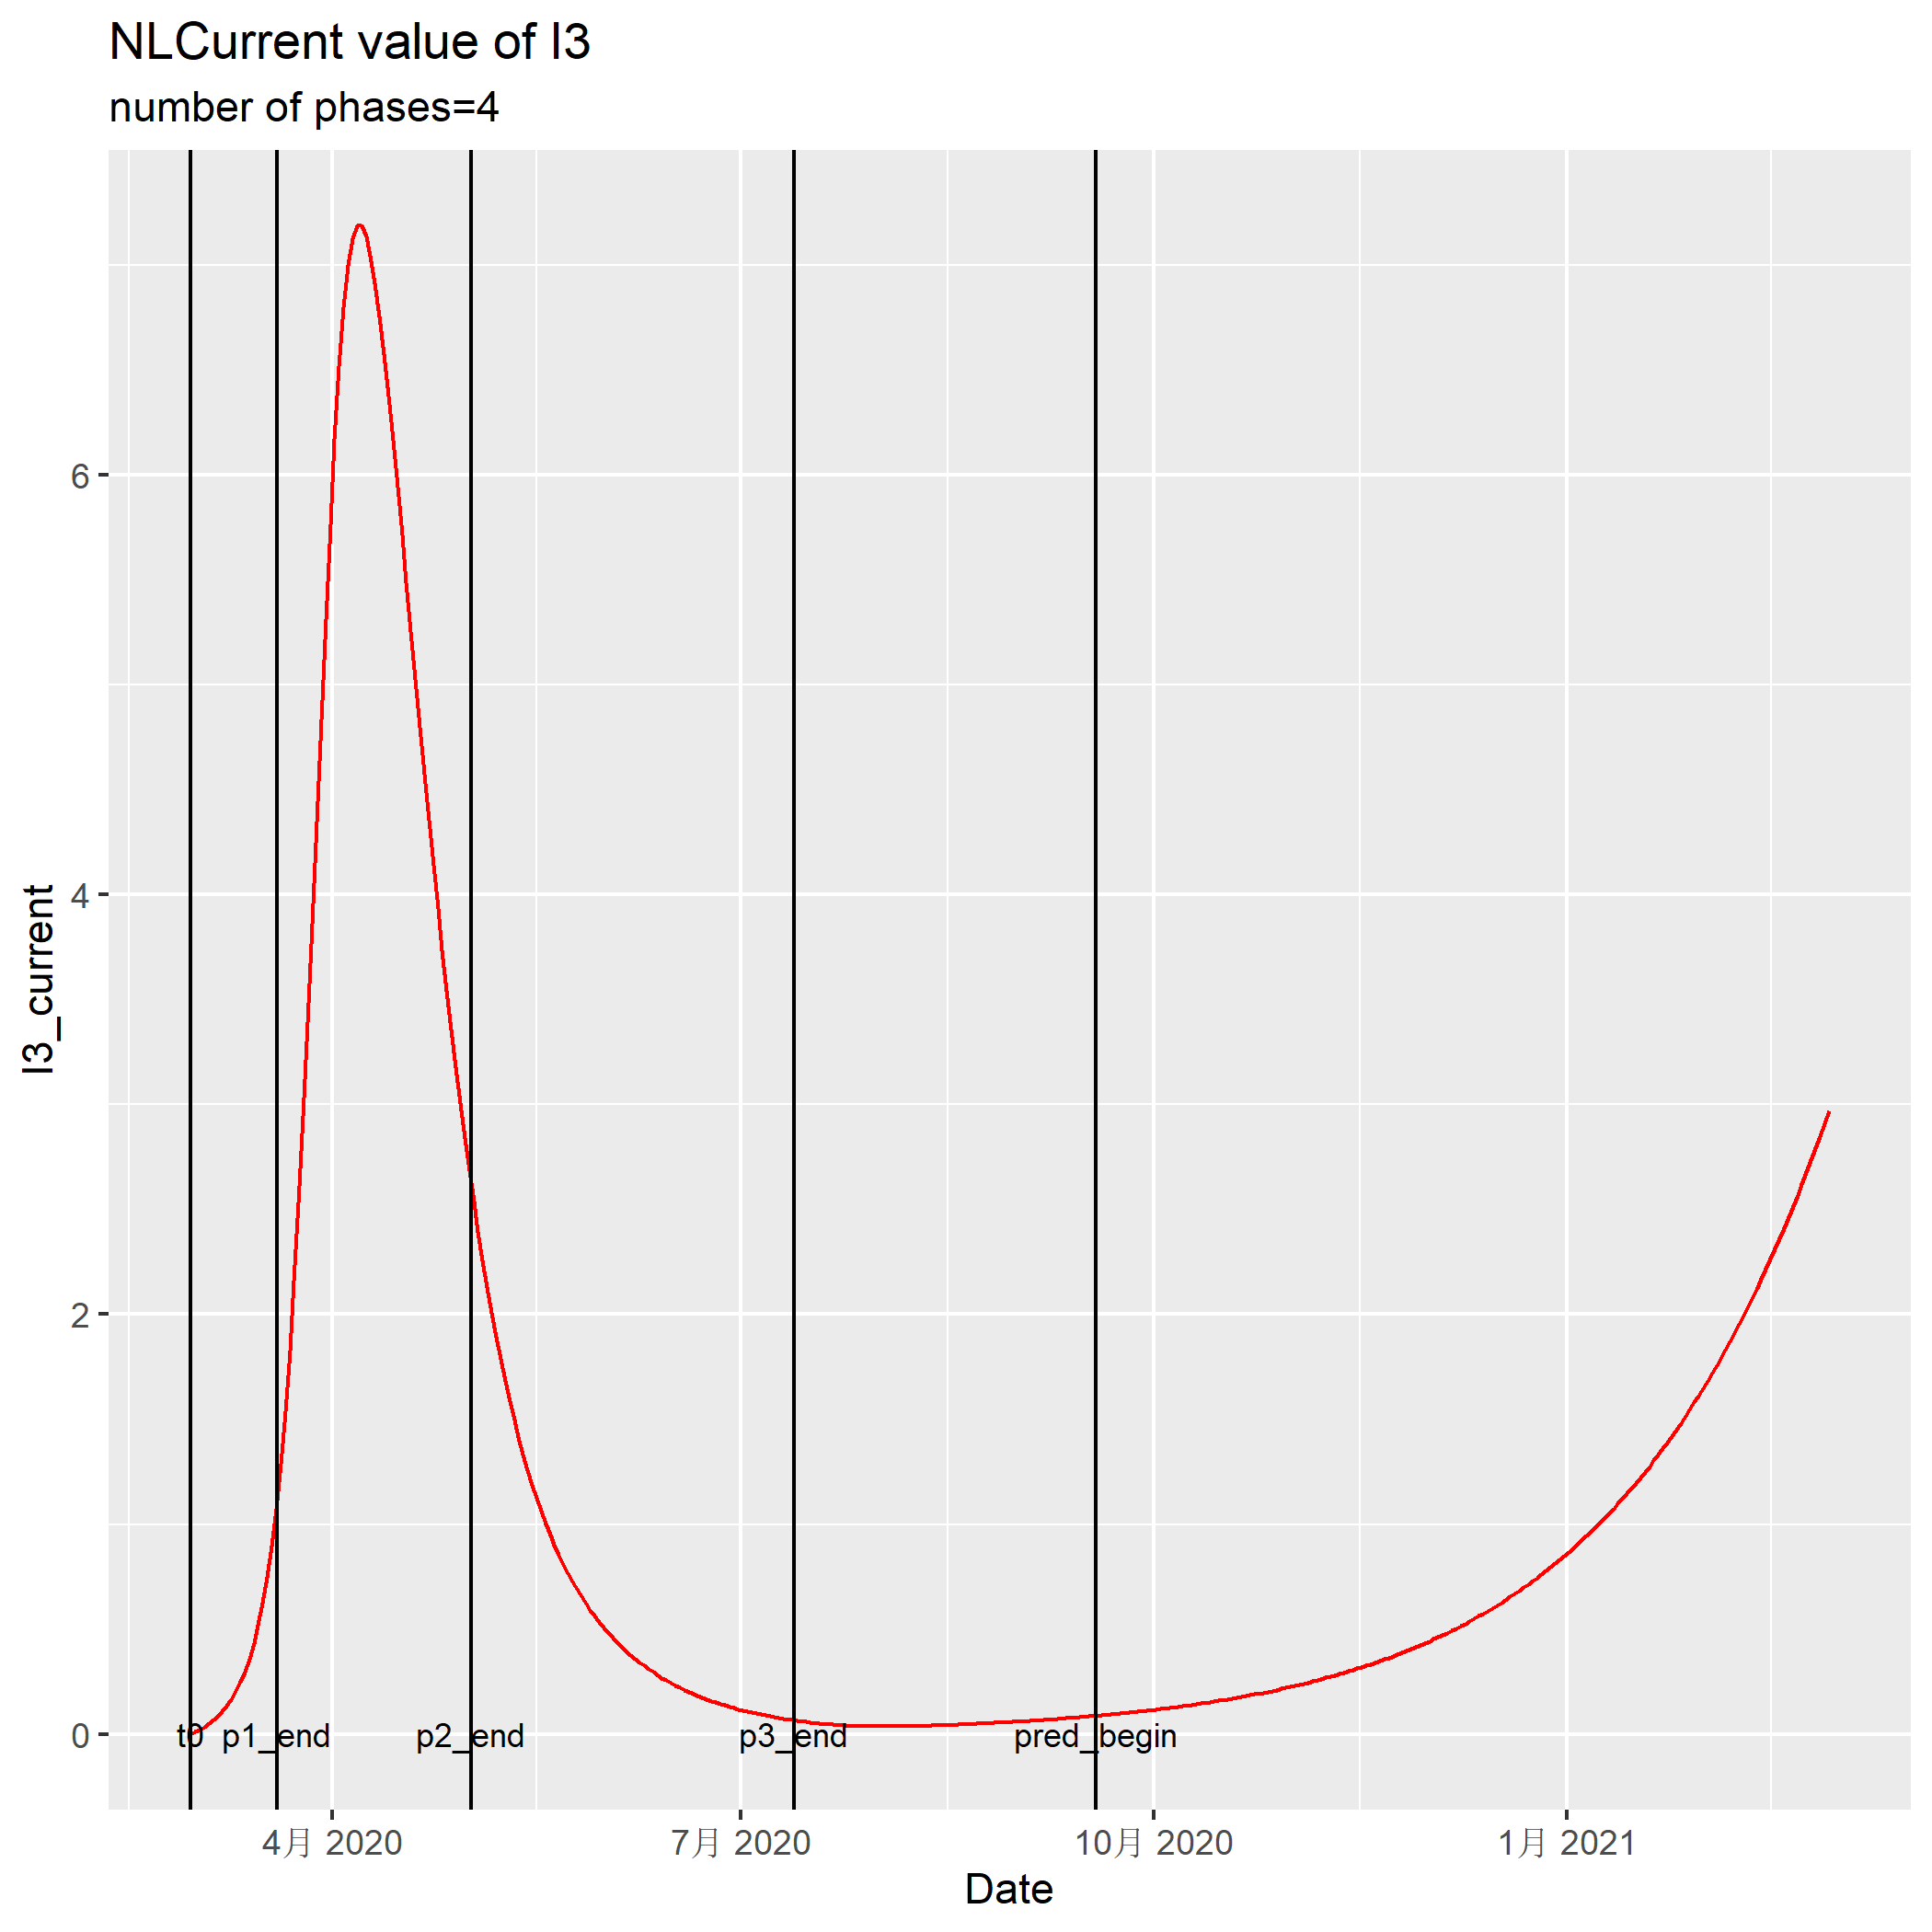 NLCurrent value of I3
number of phases=4
I3_current
6
4
2
0
t0 p1_end p2_end p3_end pred_begin
4月 2020 7月 2020 10月 2020 1月 2021
Date